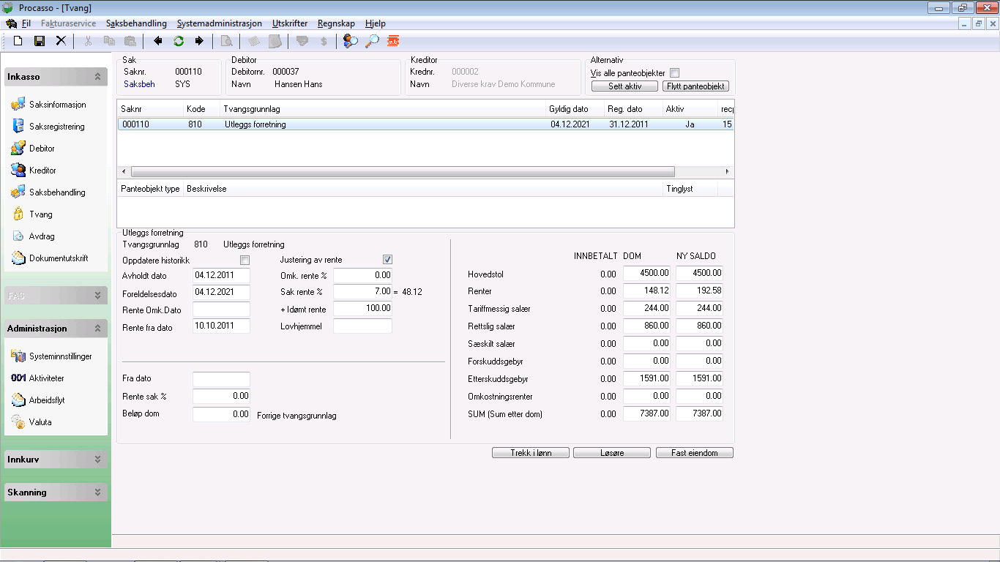 Procasso - [Tvang]
Fil Fakturaservice Saksbehandling Systemadministrasjon Utskrifter Regnskap Hjelp
Inkasso
Saksinformasjon
Saksregistrering
Debitor
Kreditor
Saksbehandling
Tvang
Avdrag
Dokumentutskrift
FAS
Administrasjon
Systeminnstillinger
001 Aktiviteter
Arbeidsflyt
Valuta
Innkurv
Skanning
Sak
Saknr. 000110
Saksbeh SYS
Debitor
Debitornr. 000037
Navn Hansen Hans
Kreditor
Krednr. 000002
Navn Diverse krav Demo Kommune
Alternativ
Vis alle panteobjekter
Sett aktiv Flytt panteobjekt
Saknr Kode Tvangsgrunnlag Gyldig dato Reg. dato Aktiv
000110 810 Utleggs forretning 04.12.2021 31.12.2011 Ja 15
Panteobjekt type Beskrivelse Tinglyst
Utleggs forretning
Tvangsgrunnlag 810 Utleggs forretning
Oppdatere historikk Justering av rente
Avholdt dato 04.12.2011 Omk. rente % 0.00
Foreldelsesdato 04.12.2021 Sak rente % 7.00 = 48.12
Rente Omk.Dato + Idømt rente 100.00
Rente fra dato 10.10.2011 Lovhjemmel
Fra dato
Rente sak % 0.00
Beløp dom 0.00 Forrige tvangsgrunnlag
INNBETALT DOM NY SALDO
Hovedstol 0.00 4500.00 4500.00
Renter 0.00 148.12 192.58
Tariffmessig salær 0.00 244.00 244.00
Rettslig salær 0.00 860.00 860.00
Sæskilt salær 0.00 0.00 0.00
Forskuddsgebyr 0.00 0.00 0.00
Etterskuddsgebyr 0.00 1591.00 1591.00
Omkostningsrenter 0.00 0.00 0.00
SUM (Sum etter dom) 0.00 7387.00 7387.00
Trekk i lønn Løsøre Fast eiendom